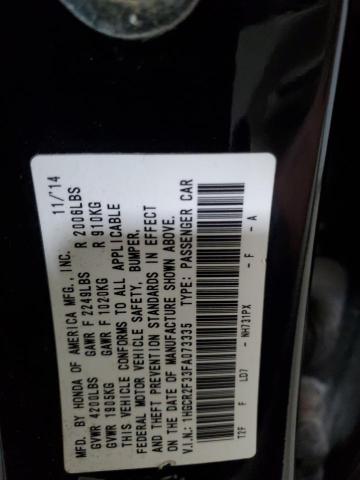 MFD. BY HONDA OF AMERICA MFG., INC. 11/'14
GVWR 4200LBS GAWR F 2249LBS R 2006LBS
GVWR 1905KG GAWR F 1020KG R 910KG
THIS VEHICLE CONFORMS TO ALL APPLICABLE
FEDERAL MOTOR VEHICLE SAFETY, BUMPER,
AND THEFT PREVENTION STANDARDS IN EFFECT
ON THE DATE OF MANUFACTURE SHOWN ABOVE.
V.I.N.: 1HGCR2F33FA073335 TYPE: PASSENGER CAR
T2F F LD7 - NH731PX - F - A